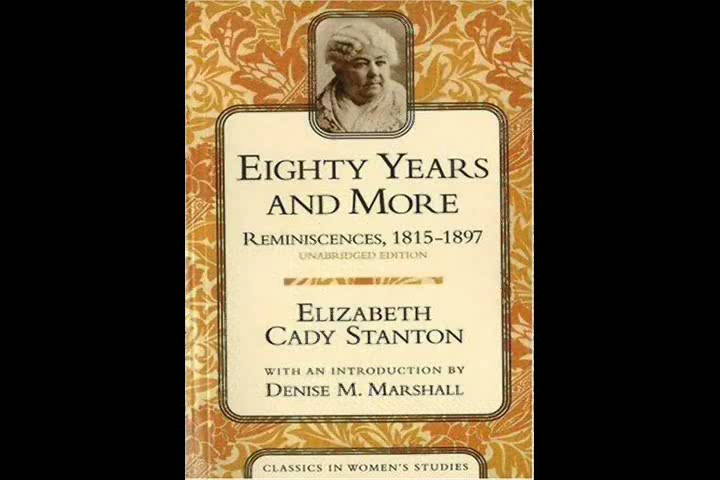 EIGHTY YEARS
AND MORE
REMINISCENCES, 1815–1897
UNABRIDGED EDITION
ELIZABETH
CADY STANTON
WITH AN INTRODUCTION BY
DENISE M. MARSHALL
CLASSICS IN WOMEN'S STUDIES